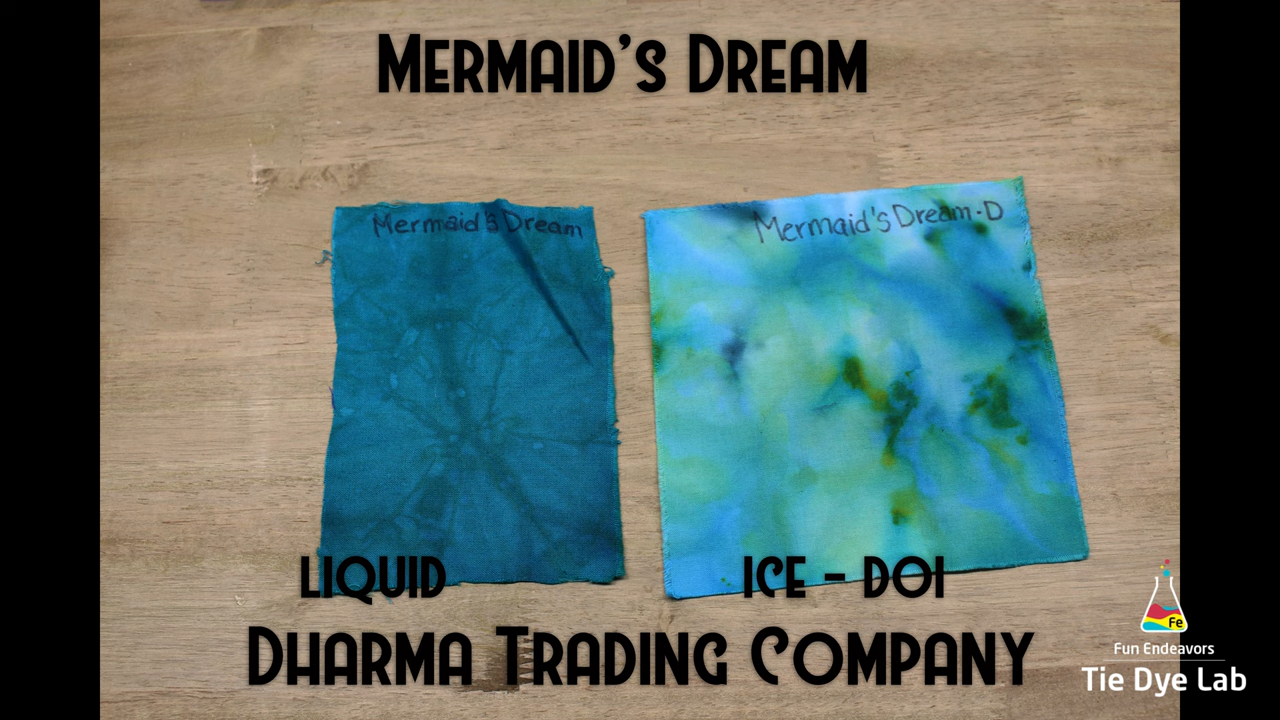 MERMAID'S DREAM
Mermaid's Dream
Mermaid's Dream-D
LIQUID
ICE - DOI
DHARMA TRADING COMPANY
Fe
Fun Endeavors
Tie Dye Lab